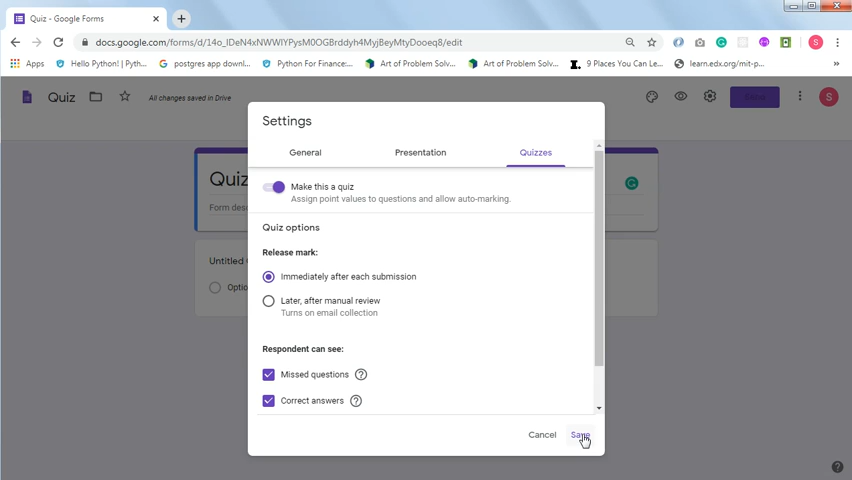 Quiz - Google Forms
docs.google.com/forms/d/14o_IDeN4xNWWIYPysM0OGBrddyh4MyjBeyMtyDooeq8/edit
Apps Hello Python! | Pyth... postgres app downl... Python For Finance:... Art of Problem Solv... Art of Problem Solv... 9 Places You Can Le... learn.edx.org/mit-p...
Quiz All changes saved in Drive S
Settings
General Presentation Quizzes
Make this a quiz
Assign point values to questions and allow auto-marking.
Quiz
Form
Quiz options
Release mark:
Untitled
Immediately after each submission
Later, after manual review
Turns on email collection
Respondent can see:
Missed questions
Correct answers
Cancel Save